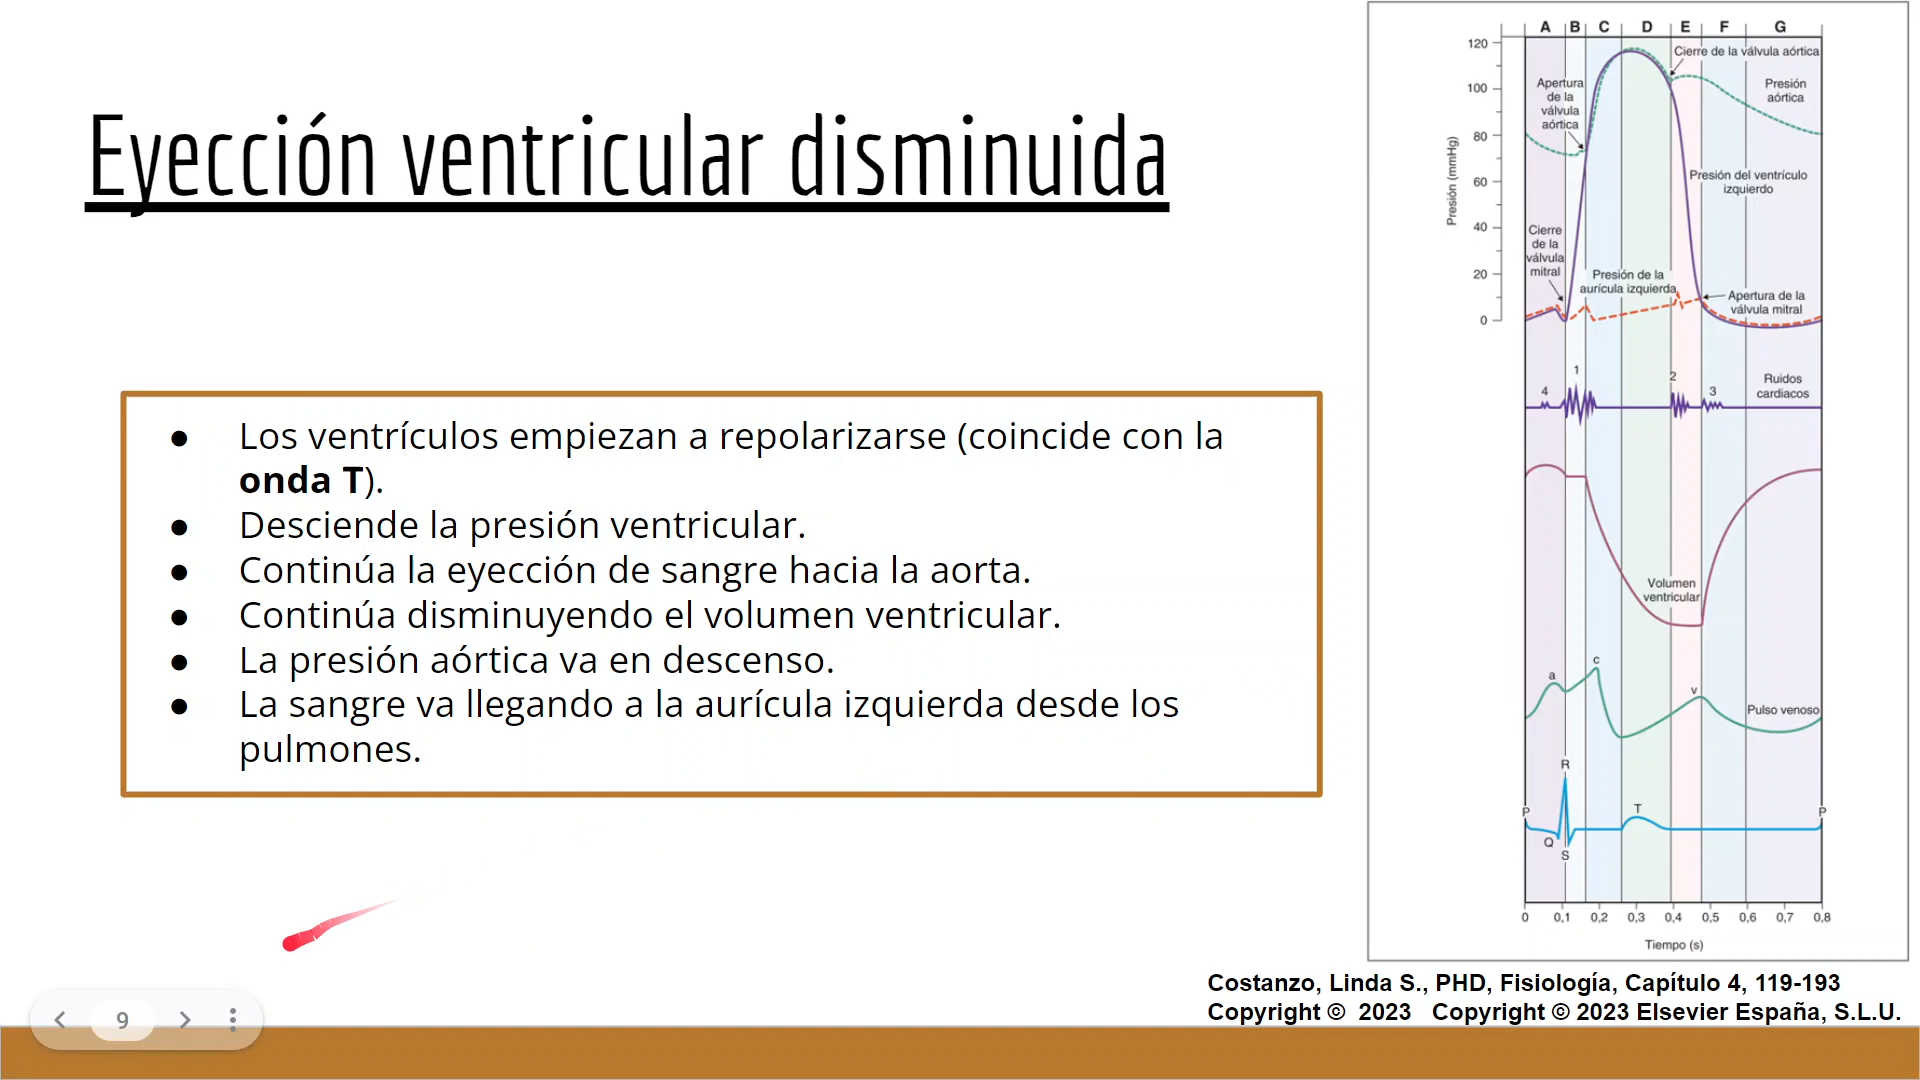 Eyección ventricular disminuida
● Los ventrículos empiezan a repolarizarse (coincide con la
onda T).
● Desciende la presión ventricular.
● Continúa la eyección de sangre hacia la aorta.
● Continúa disminuyendo el volumen ventricular.
● La presión aórtica va en descenso.
● La sangre va llegando a la aurícula izquierda desde los
pulmones.
A B C D E F G
120
100
80
60
40
20
0
Presión (mmHg)
Cierre de la válvula aórtica
Apertura
de la
válvula
aórtica
Presión
aórtica
Presión del ventrículo
izquierdo
Cierre
de la
válvula
mitral
Presión de la
aurícula izquierda
Apertura de la
válvula mitral
4 1 2 3
Ruidos
cardiacos
Volumen
ventricular
a c v
Pulso venoso
P Q R S T P
0 0,1 0,2 0,3 0,4 0,5 0,6 0,7 0,8
Tiempo (s)
Costanzo, Linda S., PHD, Fisiología, Capítulo 4, 119-193
Copyright © 2023 Copyright © 2023 Elsevier España, S.L.U.
9